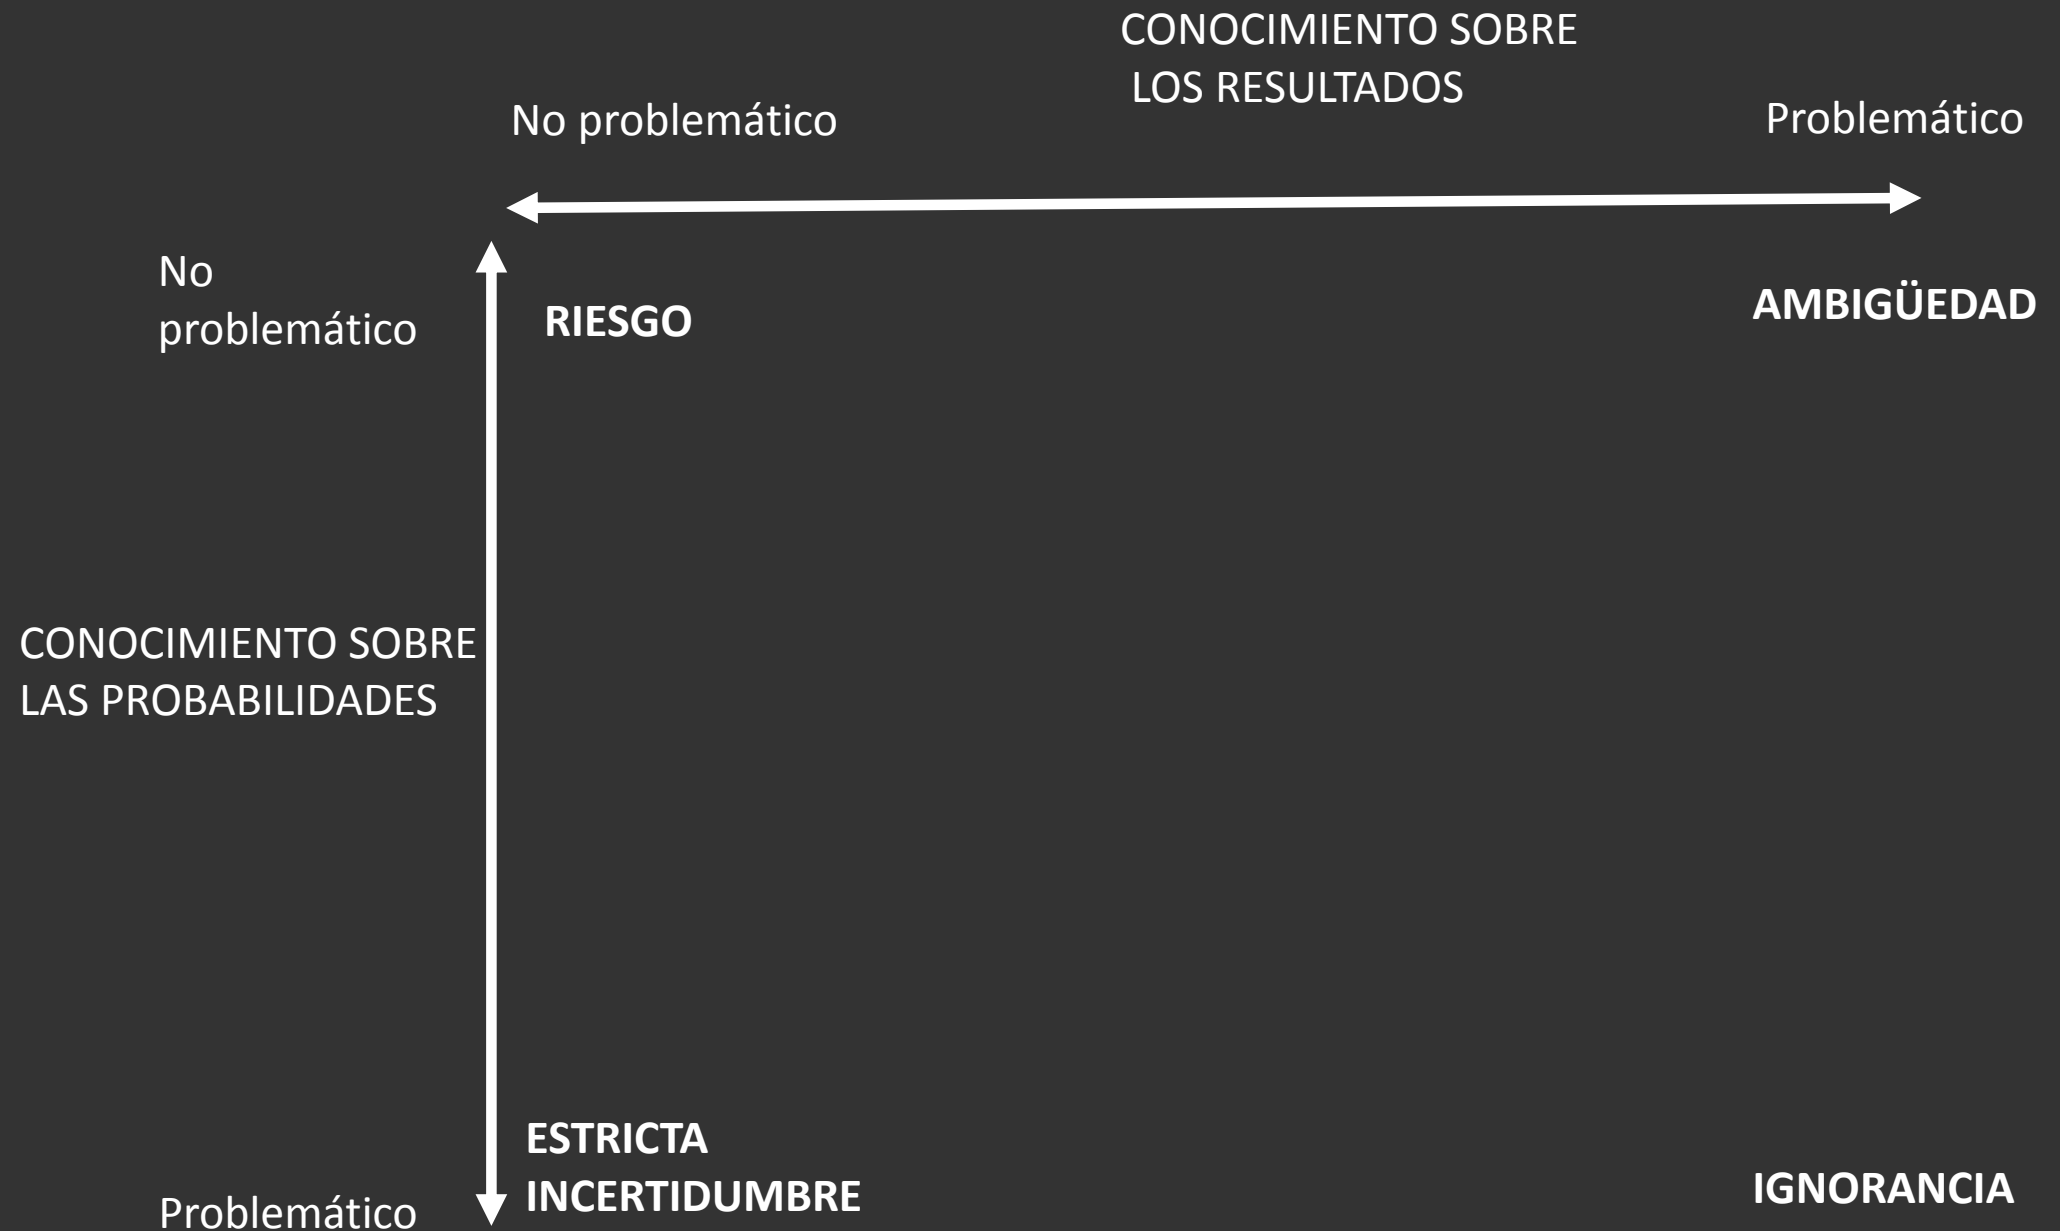 CONOCIMIENTO SOBRE
LOS RESULTADOS
No problemático
Problemático
No
problemático
RIESGO
AMBIGÜEDAD
CONOCIMIENTO SOBRE
LAS PROBABILIDADES
ESTRICTA
INCERTIDUMBRE
IGNORANCIA
Problemático